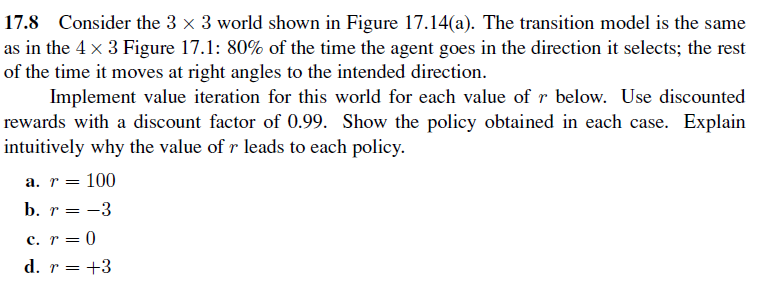 17.8 Consider the 3 × 3 world shown in Figure 17.14(a). The transition model is the same
as in the 4 × 3 Figure 17.1: 80% of the time the agent goes in the direction it selects; the rest
of the time it moves at right angles to the intended direction.
Implement value iteration for this world for each value of r below. Use discounted
rewards with a discount factor of 0.99. Show the policy obtained in each case. Explain
intuitively why the value of r leads to each policy.
a. r = 100
b. r = −3
c. r = 0
d. r = +3